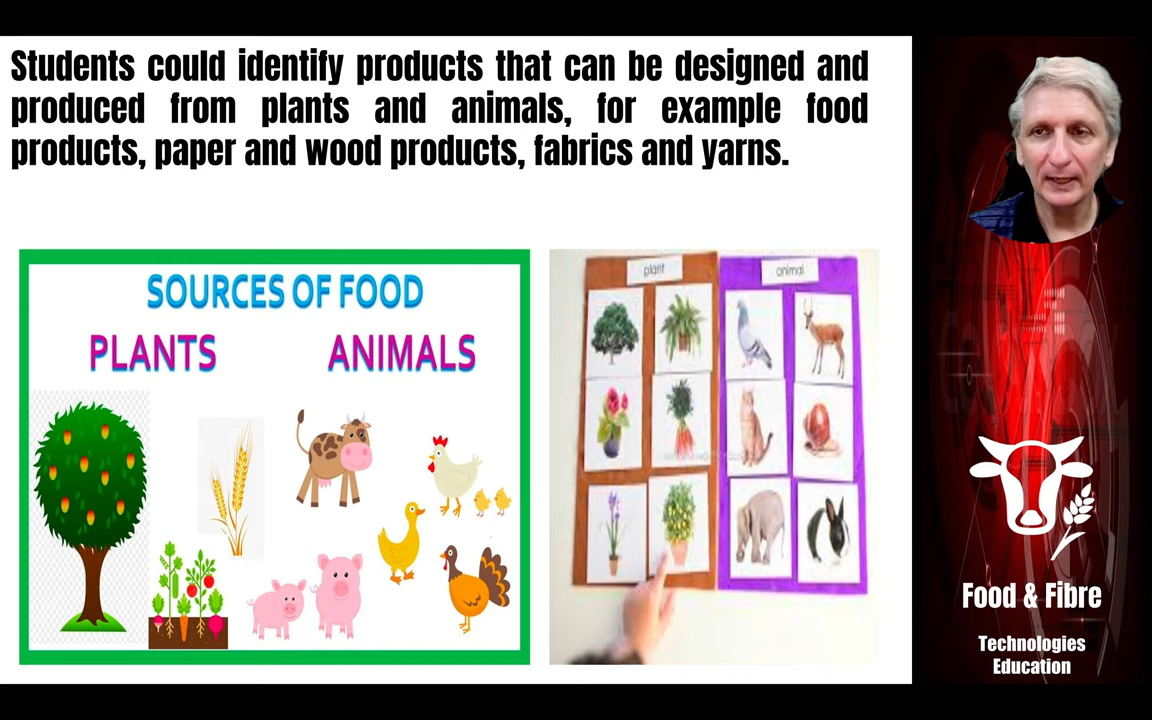 Students could identify products that can be designed and
produced from plants and animals, for example food
products, paper and wood products, fabrics and yarns.
SOURCES OF FOOD
PLANTS ANIMALS
plant
animal
Food & Fibre
Technologies
Education